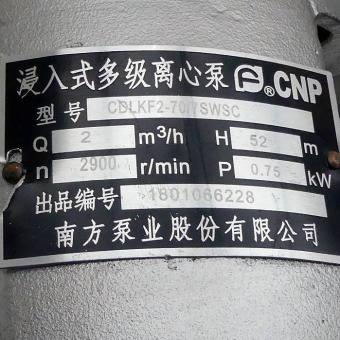 浸入式多级离心泵 ®CNP
型号 CDLKF2-70/7SWSC
Q 2 m³/h H 52 m
n 2900 r/min P 0.75 kW
出品编号 1801066228
南方泵业股份有限公司